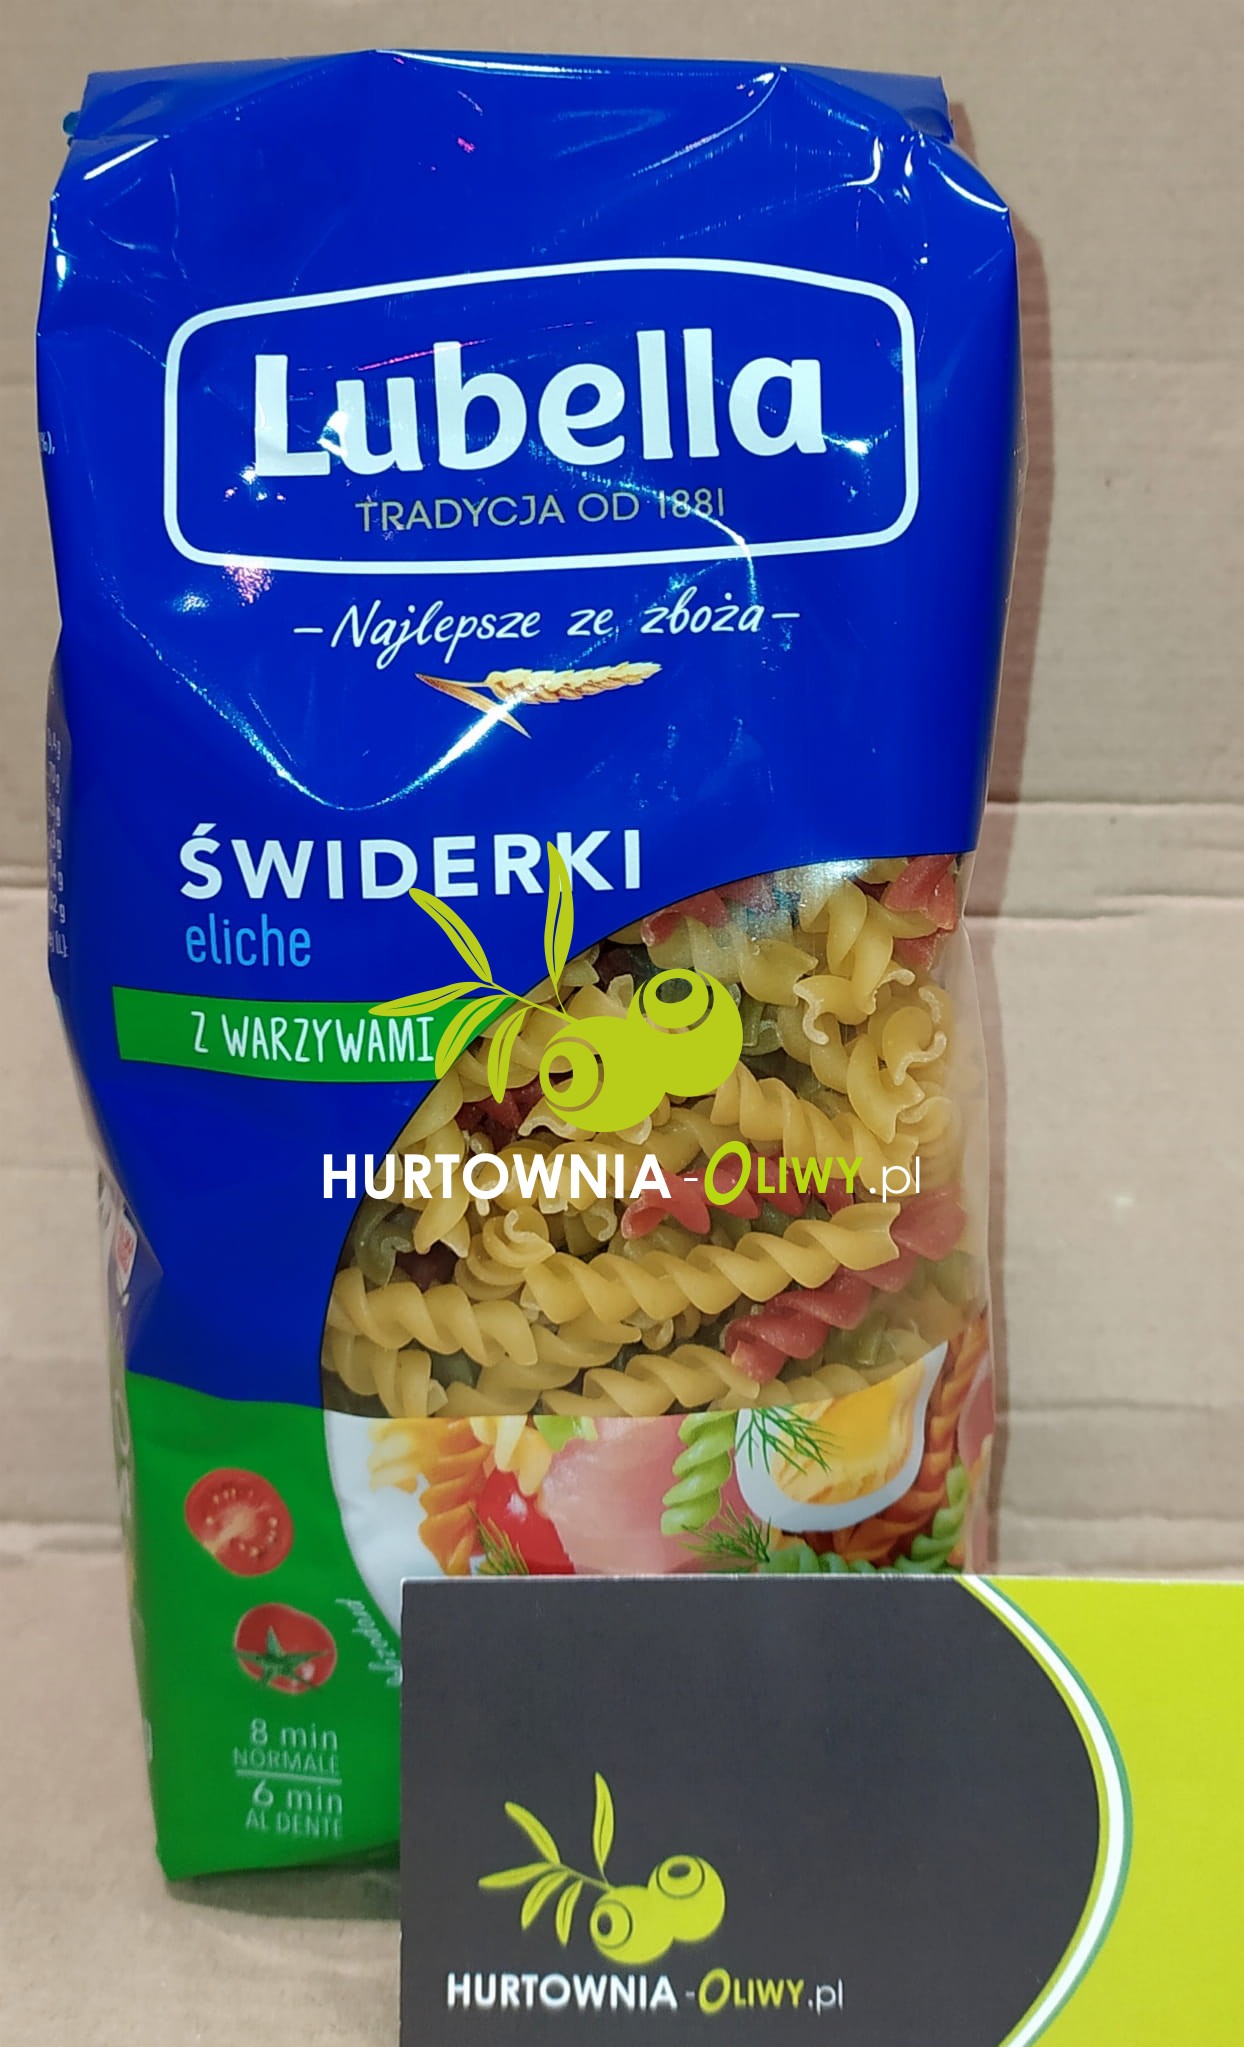 Lubella
TRADYCJA OD 1881
– Najlepsze ze zboża –
ŚWIDERKI
eliche
Z WARZYWAMI
HURTOWNIA-OLIWY.pl
8 min
NORMALE
6 min
AL DENTE
HURTOWNIA-OLIWY.pl